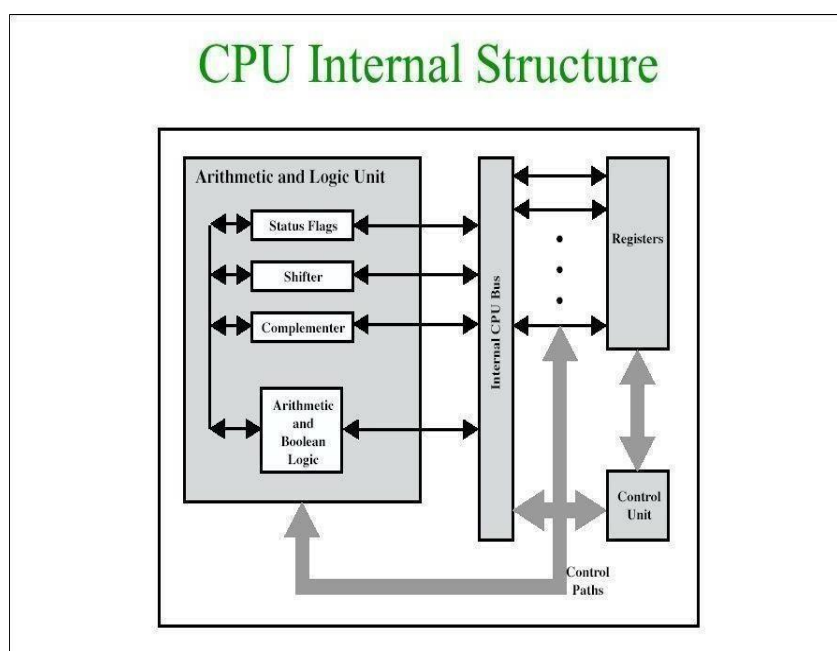 CPU Internal Structure
Arithmetic and Logic Unit
Status Flags
Shifter
Complementer
Arithmetic
and
Boolean
Logic
Internal CPU Bus
Registers
Control
Unit
Control
Paths